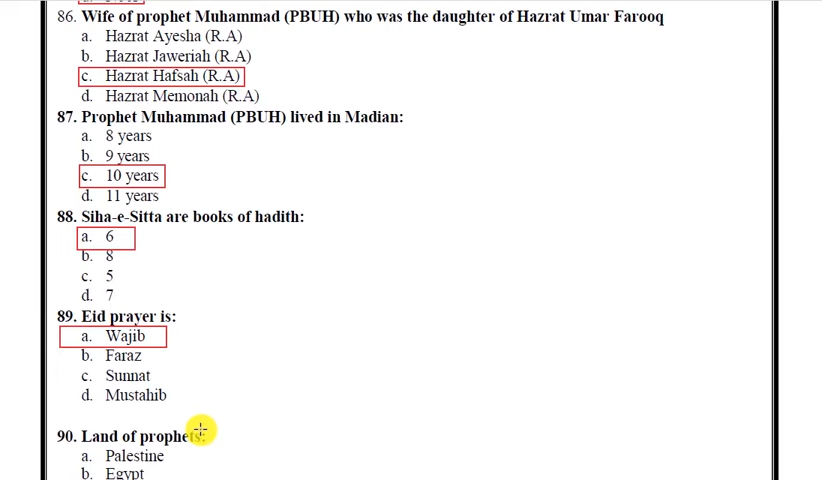 86. Wife of prophet Muhammad (PBUH) who was the daughter of Hazrat Umar Farooq
a. Hazrat Ayesha (R.A)
b. Hazrat Jaweriah (R.A)
c. Hazrat Hafsah (R.A)
d. Hazrat Memonah (R.A)
87. Prophet Muhammad (PBUH) lived in Madian:
a. 8 years
b. 9 years
c. 10 years
d. 11 years
88. Siha-e-Sitta are books of hadith:
a. 6
b. 8
c. 5
d. 7
89. Eid prayer is:
a. Wajib
b. Faraz
c. Sunnat
d. Mustahib
90. Land of prophets:
a. Palestine
b. Egypt